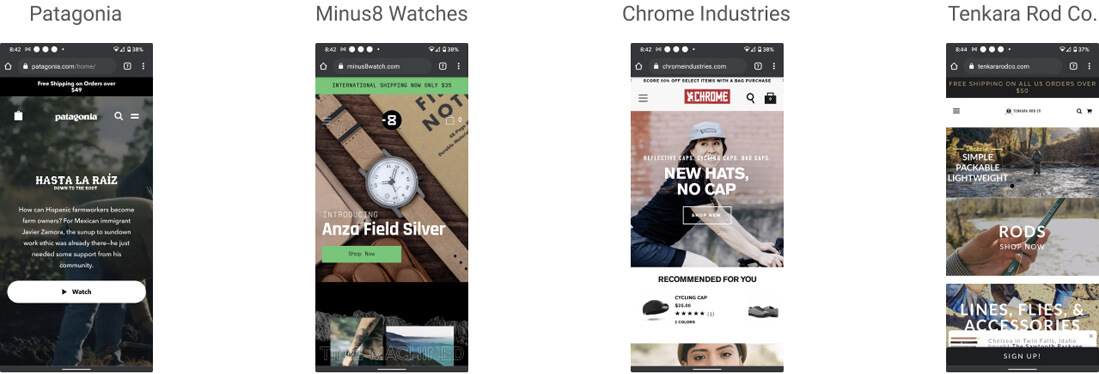 Patagonia
8:42
38%
patagonia.com/home/
Free Shipping on Orders over
$49
patagonia
HASTA LA RAÍZ
DOWN TO THE ROOT
How can Hispanic farmworkers become
farm owners? For Mexican immigrant
Javier Zamora, the sunup to sundown
work ethic was already there—he just
needed some support from his
community.
Watch
Minus8 Watches
8:42
38%
minus8watch.com
INTERNATIONAL SHIPPING NOW ONLY $35
-8
0
INTRODUCING
Anza Field Silver
Shop Now
MACHINED
Chrome Industries
8:42
38%
chromeindustries.com
SCORE 50% OFF SELECT ITEMS WITH A BAG PURCHASE
CHROME
REFLECTIVE CAPS. CYCLING CAPS. DAD CAPS.
NEW HATS,
NO CAP
SHOP NEW
RECOMMENDED FOR YOU
CYCLING CAP
$35.00
(1)
2 COLORS
Tenkara Rod Co.
8:44
37%
tenkararodco.com
FREE SHIPPING ON ALL US ORDERS OVER
$50
TENKARA ROD CO
SIMPLE
PACKABLE
LIGHTWEIGHT
RODS
SHOP NOW
LINES, FLIES, &
ACCESSORIES
Chelsea in Twin Falls, Idaho
SIGN UP!